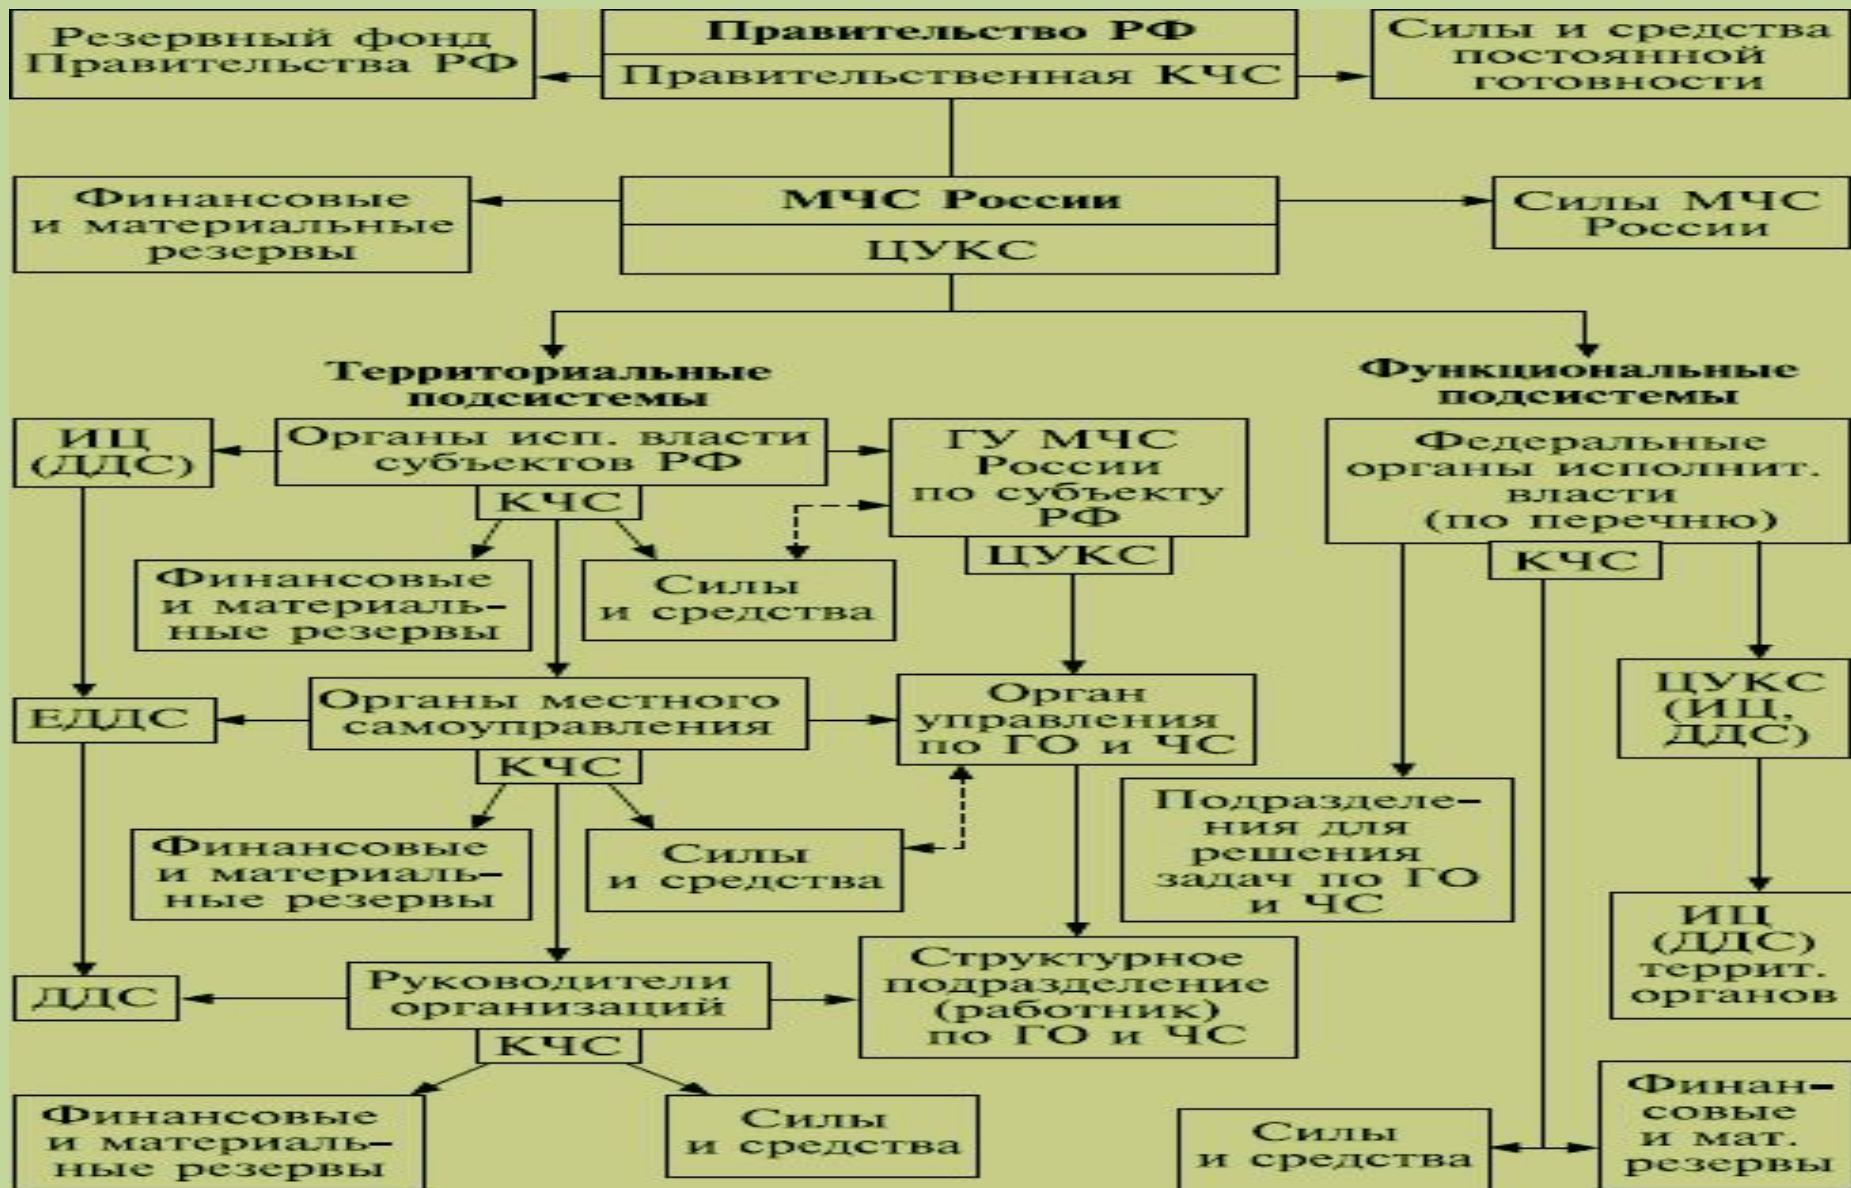 Резервный фонд
Правительства РФ
Правительство РФ
Правительственная КЧС
Силы и средства
постоянной
готовности
Финансовые
и материальные
резервы
МЧС России
ЦУКС
Силы МЧС
России
Территориальные
подсистемы
Функциональные
подсистемы
ИЦ
(ДДС)
Органы исп. власти
субъектов РФ
КЧС
ГУ МЧС
России
по субъекту
РФ
ЦУКС
Федеральные
органы исполнит.
власти
(по перечню)
КЧС
Финансовые
и материаль-
ные резервы
Силы
и средства
ЕДДС
Органы местного
самоуправления
КЧС
Орган
управления
по ГО и ЧС
ЦУКС
(ИЦ,
ДДС)
Финансовые
и материаль-
ные резервы
Силы
и средства
Подразделе-
ния для
решения
задач по ГО
и ЧС
ИЦ
(ДДС)
террит.
органов
ДДС
Руководители
организаций
КЧС
Структурное
подразделение
(работник)
по ГО и ЧС
Финансовые
и материаль-
ные резервы
Силы
и средства
Силы
и средства
Финан-
совые
и мат.
резервы